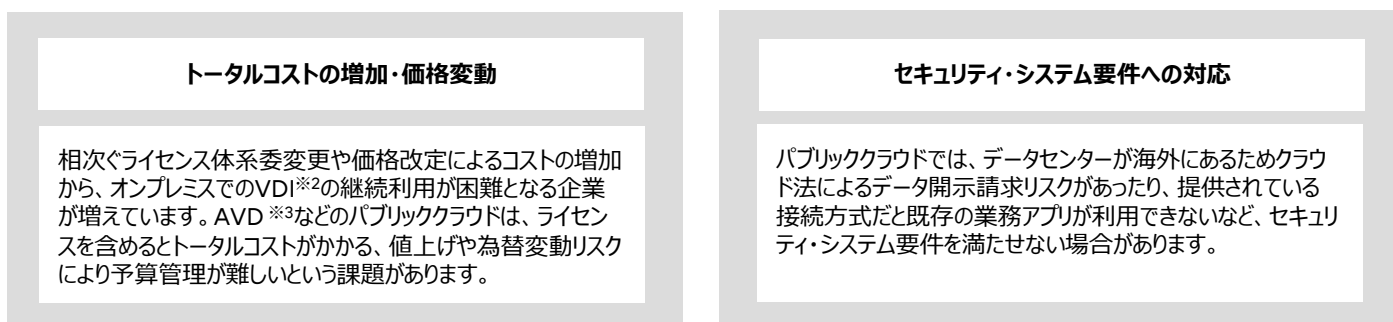 トータルコストの増加・価格変動
相次ぐライセンス体系委変更や価格改定によるコストの増加
から、オンプレミスでのVDI※2の継続利用が困難となる企業
が増えています。AVD ※3などのパブリッククラウドは、ライセン
スを含めるとトータルコストがかかる、値上げや為替変動リスク
により予算管理が難しいという課題があります。
セキュリティ・システム要件への対応
パブリッククラウドでは、データセンターが海外にあるためクラウ
ド法によるデータ開示請求リスクがあったり、提供されている
接続方式だと既存の業務アプリが利用できないなど、セキュリ
ティ・システム要件を満たせない場合があります。